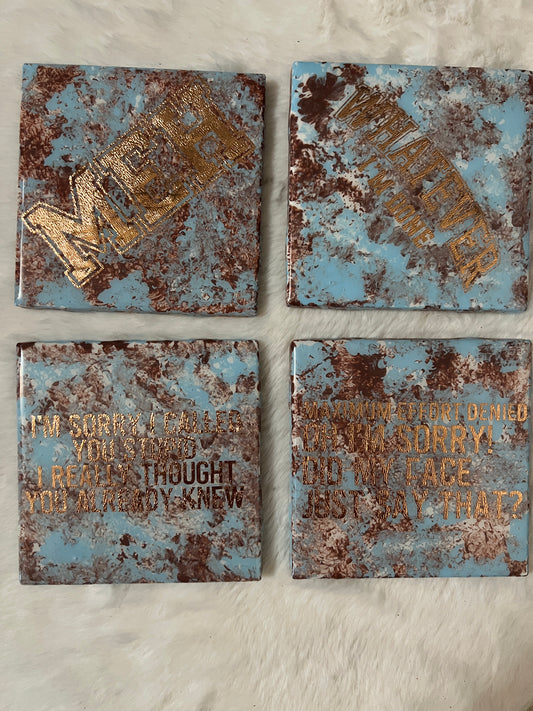 MEH
WHATEVER
I'M FINE
I'M SORRY I CALLED
YOU STUPID
I REALLY THOUGHT
YOU ALREADY KNEW
MAXIMUM EFFORT DENIED
OH I'M SORRY!
DID MY FACE
JUST SAY THAT?